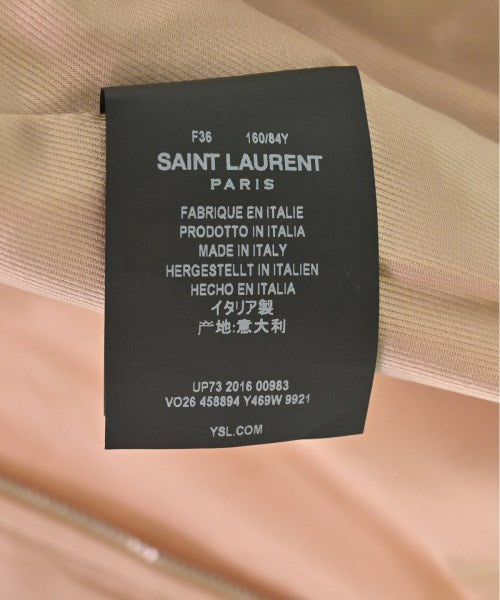 F36 160/84Y
SAINT LAURENT
PARIS
FABRIQUE EN ITALIE
PRODOTTO IN ITALIA
MADE IN ITALY
HERGESTELLT IN ITALIEN
HECHO EN ITALIA
イタリア製
产地:意大利
UP73 2016 00983
VO26 458894 Y469W 9921
YSL.COM